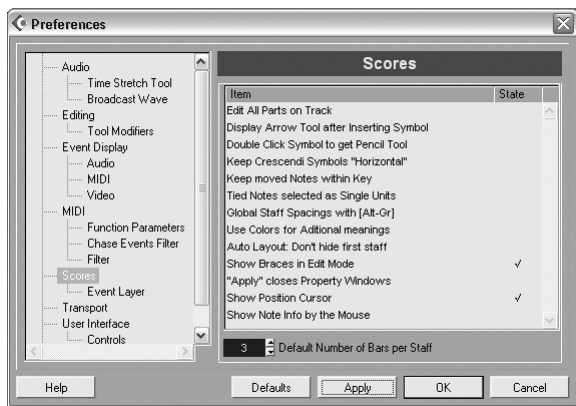 Preferences
Audio
Time Stretch Tool
Broadcast Wave
Editing
Tool Modifiers
Event Display
Audio
MIDI
Video
MIDI
Function Parameters
Chase Events Filter
Filter
Scores
Event Layer
Transport
User Interface
Controls
Scores
Item State
Edit All Parts on Track
Display Arrow Tool after Inserting Symbol
Double Click Symbol to get Pencil Tool
Keep Crescendi Symbols "Horizontal"
Keep moved Notes within Key
Tied Notes selected as Single Units
Global Staff Spacings with [Alt-Gr]
Use Colors for Aditional meanings
Auto Layout: Don't hide first staff
Show Braces in Edit Mode ✓
"Apply" closes Property Windows
Show Position Cursor ✓
Show Note Info by the Mouse
3 Default Number of Bars per Staff
Help Defaults Apply OK Cancel